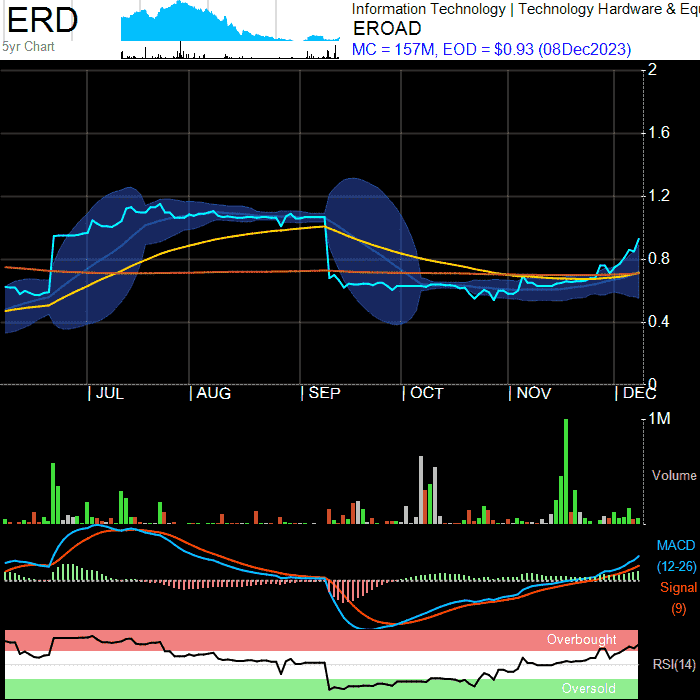 ERD
5yr Chart
Information Technology | Technology Hardware & Equ
EROAD
MC = 157M, EOD = $0.93 (08Dec2023)
2
1.6
1.2
0.8
0.4
0
| JUL | AUG | SEP | OCT | NOV | DEC
1M
Volume
MACD
(12-26)
Signal
(9)
Overbought
RSI(14)
Oversold